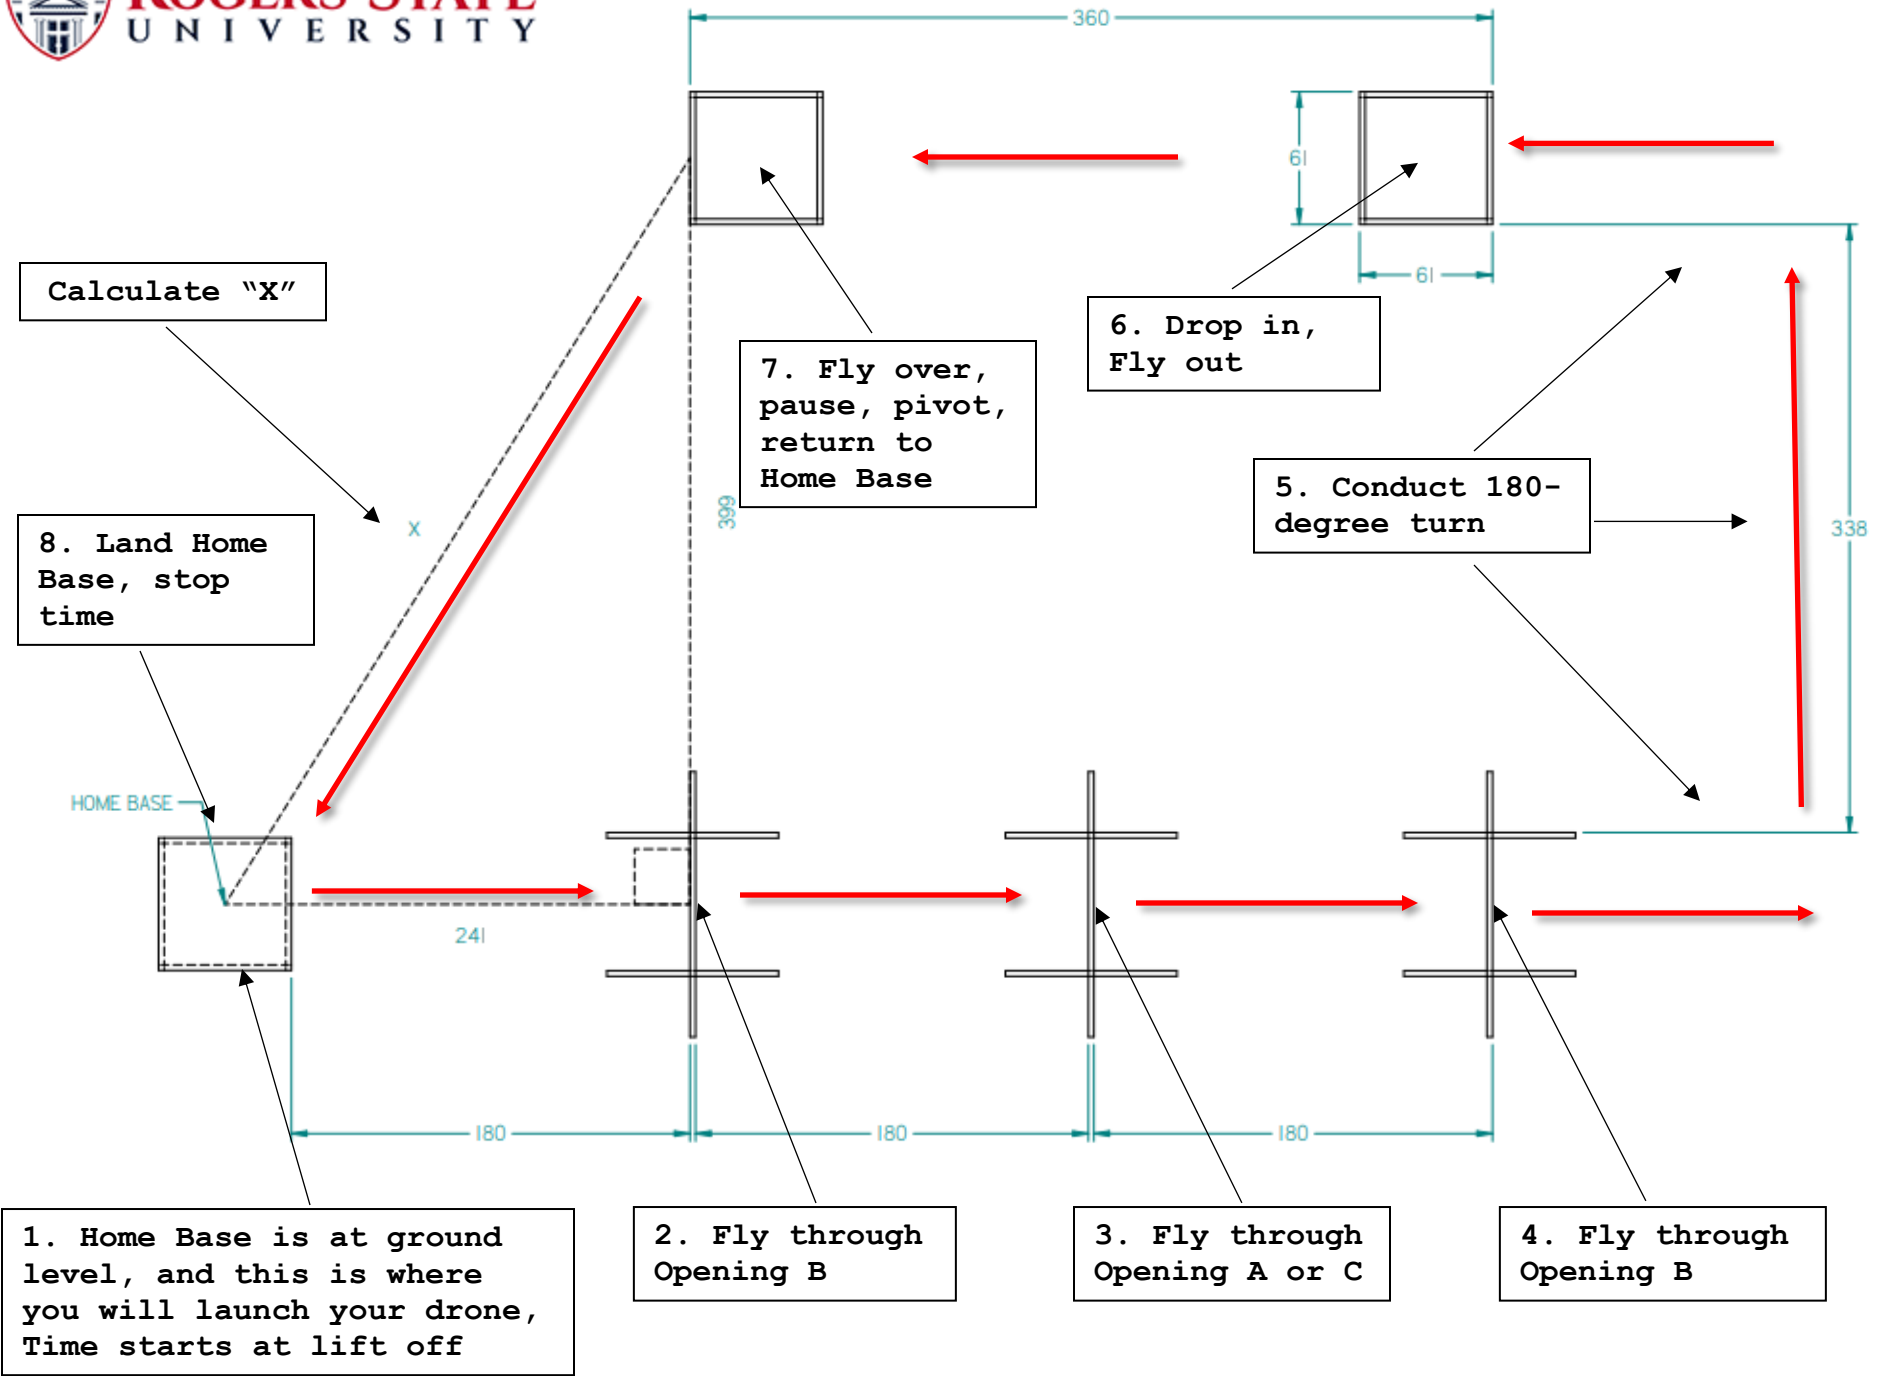 ROGERS STATE
UNIVERSITY
360
61
61
Calculate “X”
6. Drop in,
Fly out
7. Fly over,
pause, pivot,
return to
Home Base
399
5. Conduct 180-
degree turn
338
X
8. Land Home
Base, stop
time
HOME BASE
241
180
180
180
1. Home Base is at ground
level, and this is where
you will launch your drone,
Time starts at lift off
2. Fly through
Opening B
3. Fly through
Opening A or C
4. Fly through
Opening B